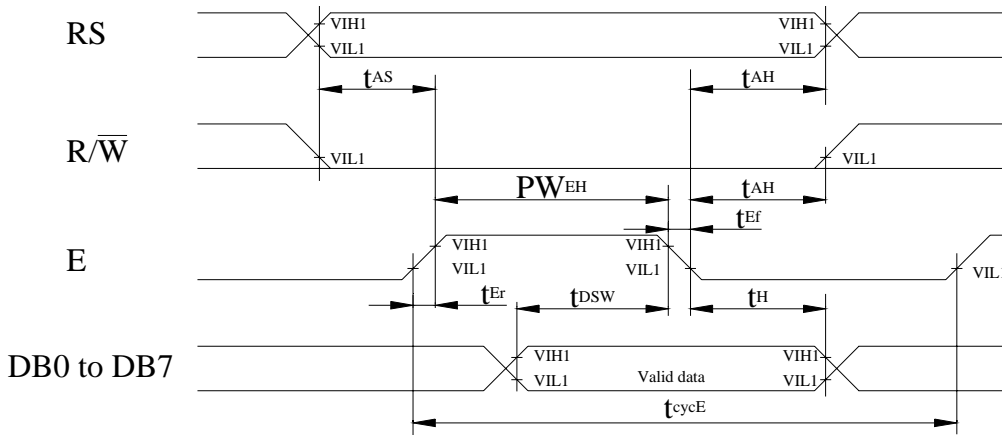 RS VIH1 VIH1
VIL1 VIL1
tAS tAH
R/W̅ VIL1 VIL1
PWEH tAH
tEf
E VIH1 VIH1
VIL1 VIL1 VIL1
tEr tDSW tH
DB0 to DB7 VIH1 VIH1
VIL1 Valid data VIL1
tcycE